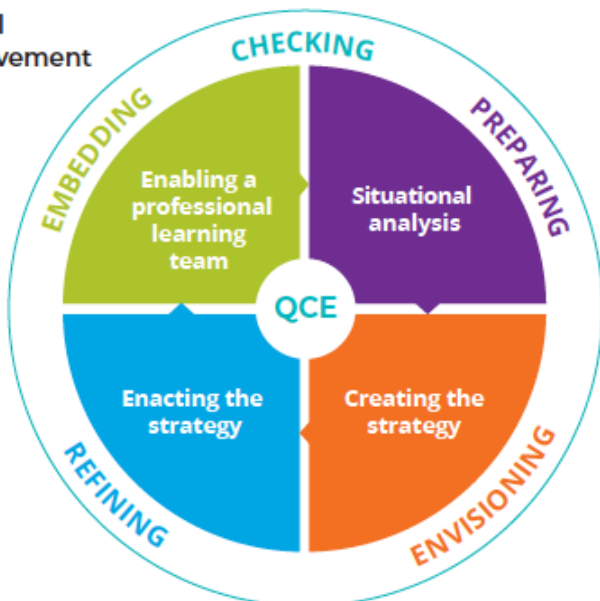 CHECKING
PREPARING
EMBEDDING
Enabling a
professional
learning
team
Situational
analysis
QCE
Enacting the
strategy
Creating the
strategy
REFINING
ENVISIONING